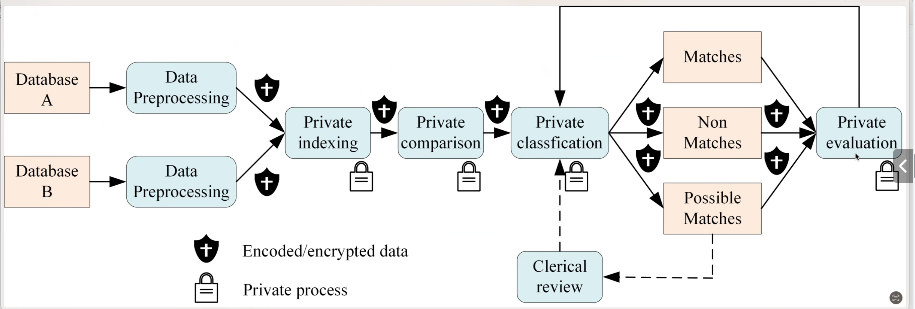 Database
A
Data
Preprocessing
Database
B
Data
Preprocessing
Private
indexing
Private
comparison
Private
classfication
Matches
Non
Matches
Possible
Matches
Private
evaluation
Clerical
review
Encoded/encrypted data
Private process